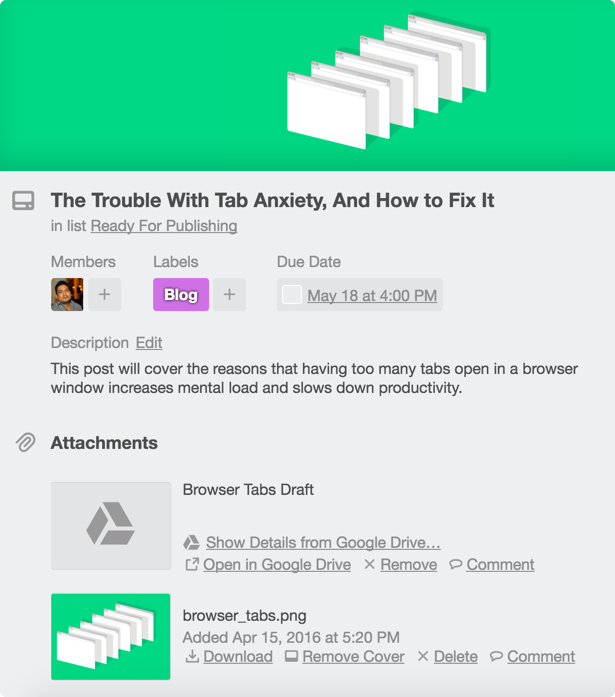 The Trouble With Tab Anxiety, And How to Fix It
in list Ready For Publishing
Members
Labels
Due Date
+
Blog
+
May 18 at 4:00 PM
Description Edit
This post will cover the reasons that having too many tabs open in a browser
window increases mental load and slows down productivity.
Attachments
Browser Tabs Draft
Show Details from Google Drive…
Open in Google Drive
Remove
Comment
browser_tabs.png
Added Apr 15, 2016 at 5:20 PM
Download
Remove Cover
Delete
Comment